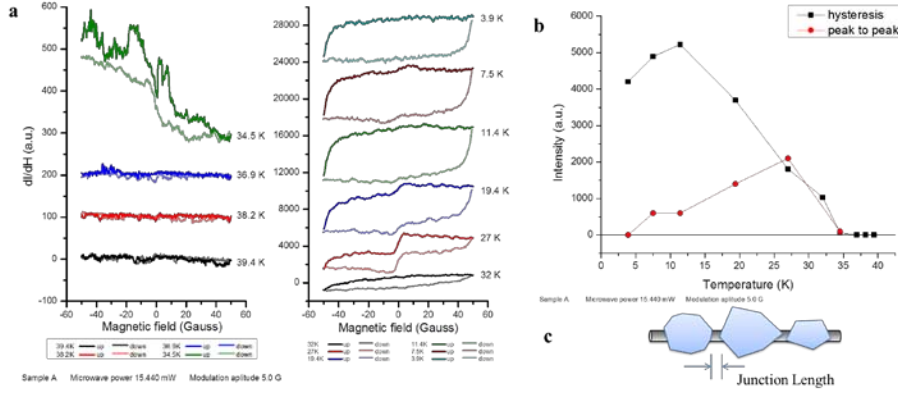 a
600
500
400
300
200
100
0
-100
dI/dH (a.u.)
34.5 K
36.9 K
38.2 K
39.4 K
-60 -40 -20 0 20 40 60
Magnetic field (Gauss)
39.4K up down 36.9K up down
38.2K up down 34.5K up down
Sample A Microwave power 15.440 mW Modulation aplitude 5.0 G
28000
24000
20000
16000
12000
8000
4000
0
3.9 K
7.5 K
11.4 K
19.4 K
27 K
32 K
-60 -40 -20 0 20 40 60
Magnetic field (Gauss)
32K up down 11.4K up down
27K up down 7.5K up down
19.4K up down 3.9K up down
b
hysteresis
peak to peak
6000
5000
4000
3000
2000
1000
0
Intensity (a.u.)
0 5 10 15 20 25 30 35 40
Temperature (K)
Sample A Microwave power 15.440 mW Modulation aplitude 5.0 G
c
Junction Length